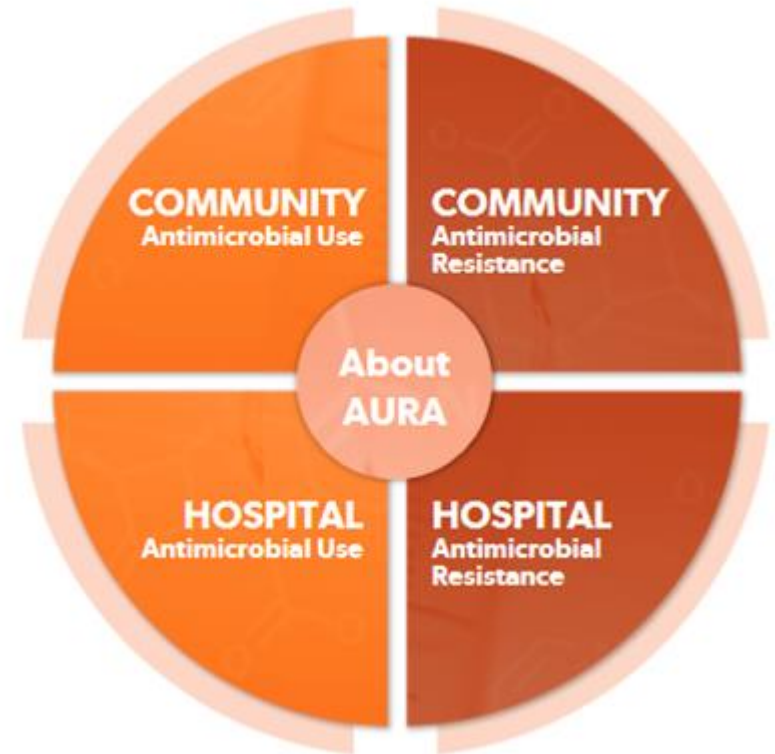 COMMUNITY
Antimicrobial Use
COMMUNITY
Antimicrobial
Resistance
About
AURA
HOSPITAL
Antimicrobial Use
HOSPITAL
Antimicrobial
Resistance